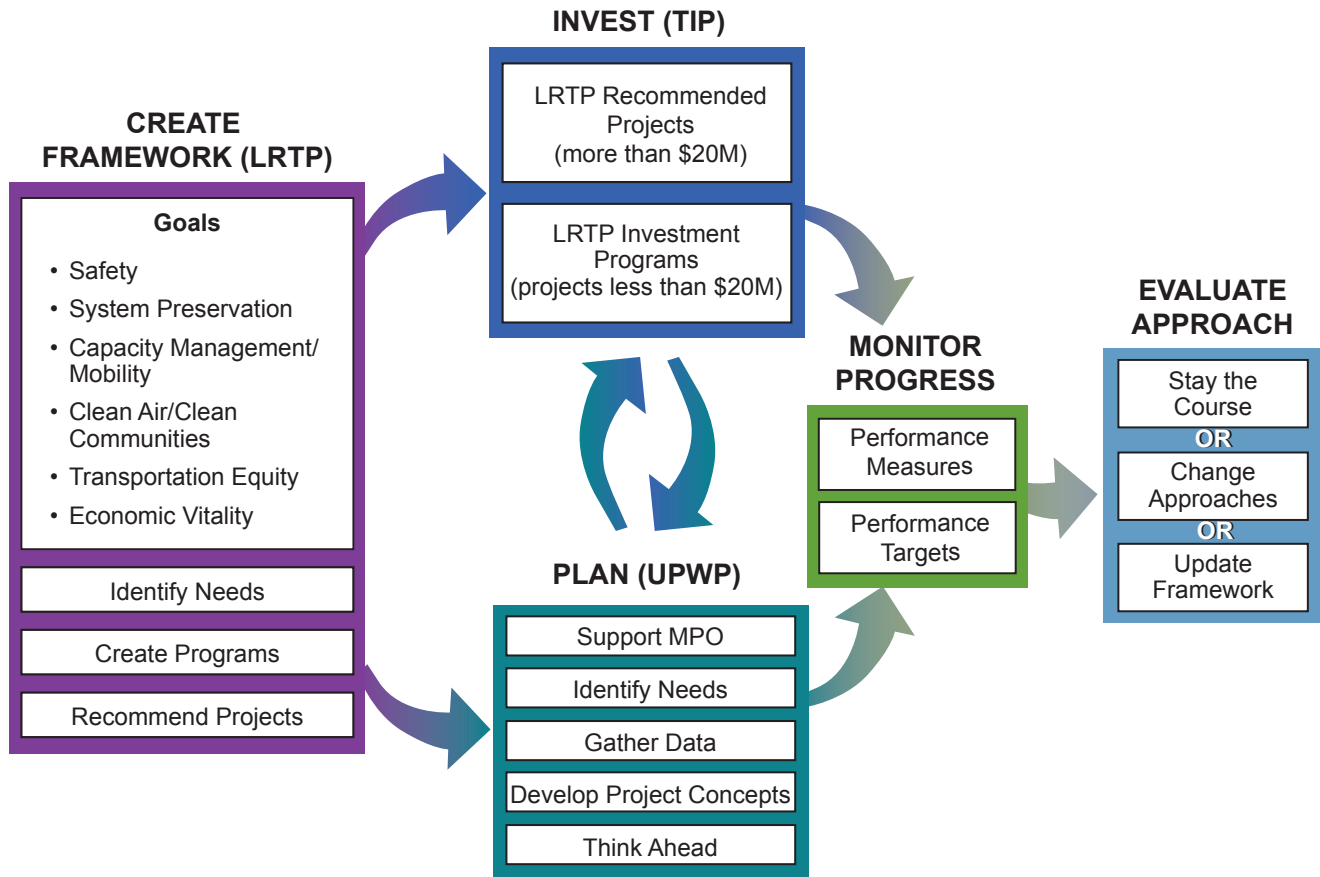 CREATE
FRAMEWORK (LRTP)
Goals
• Safety
• System Preservation
• Capacity Management/
Mobility
• Clean Air/Clean
Communities
• Transportation Equity
• Economic Vitality
Identify Needs
Create Programs
Recommend Projects
INVEST (TIP)
LRTP Recommended
Projects
(more than $20M)
LRTP Investment
Programs
(projects less than $20M)
PLAN (UPWP)
Support MPO
Identify Needs
Gather Data
Develop Project Concepts
Think Ahead
MONITOR
PROGRESS
Performance
Measures
Performance
Targets
EVALUATE
APPROACH
Stay the
Course
OR
Change
Approaches
OR
Update
Framework